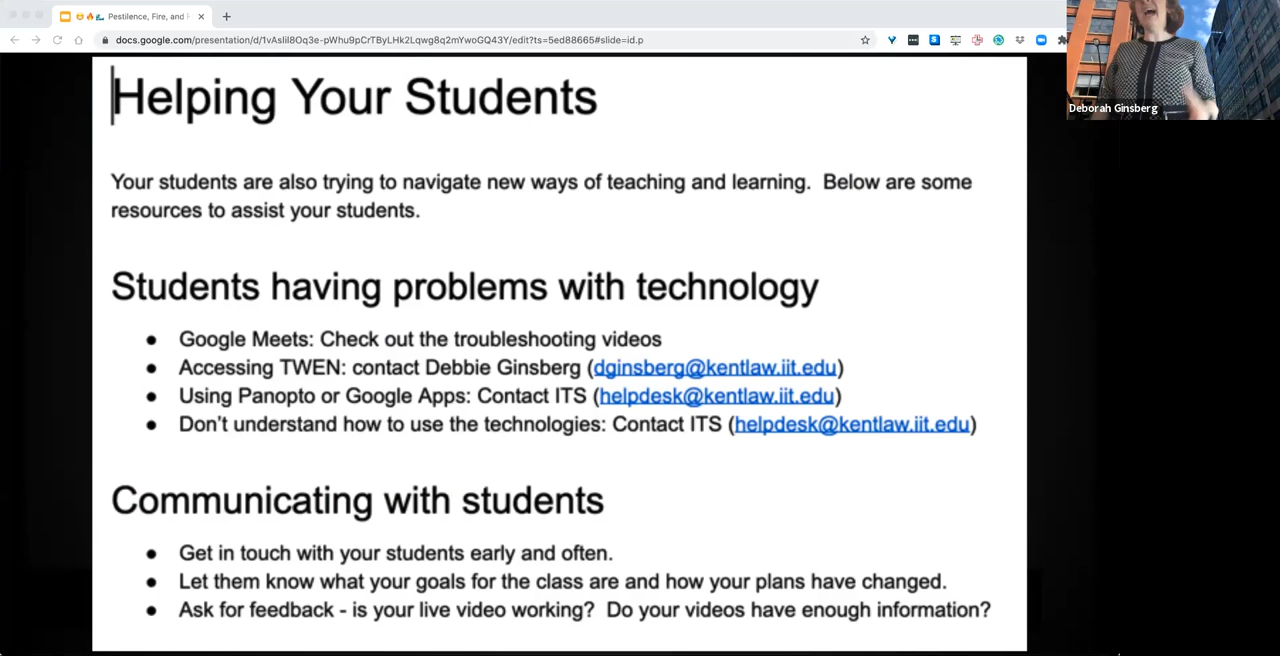 Pestilence, Fire, and
docs.google.com/presentation/d/1vAsliI8Oq3e-pWhu9pCrTByLHk2Lqwg8q2mYwoGQ43Y/edit?ts=5ed88665#slide=id.p
Deborah Ginsberg
Helping Your Students
Your students are also trying to navigate new ways of teaching and learning. Below are some
resources to assist your students.
Students having problems with technology
● Google Meets: Check out the troubleshooting videos
● Accessing TWEN: contact Debbie Ginsberg (dginsberg@kentlaw.iit.edu)
● Using Panopto or Google Apps: Contact ITS (helpdesk@kentlaw.iit.edu)
● Don't understand how to use the technologies: Contact ITS (helpdesk@kentlaw.iit.edu)
Communicating with students
● Get in touch with your students early and often.
● Let them know what your goals for the class are and how your plans have changed.
● Ask for feedback - is your live video working? Do your videos have enough information?